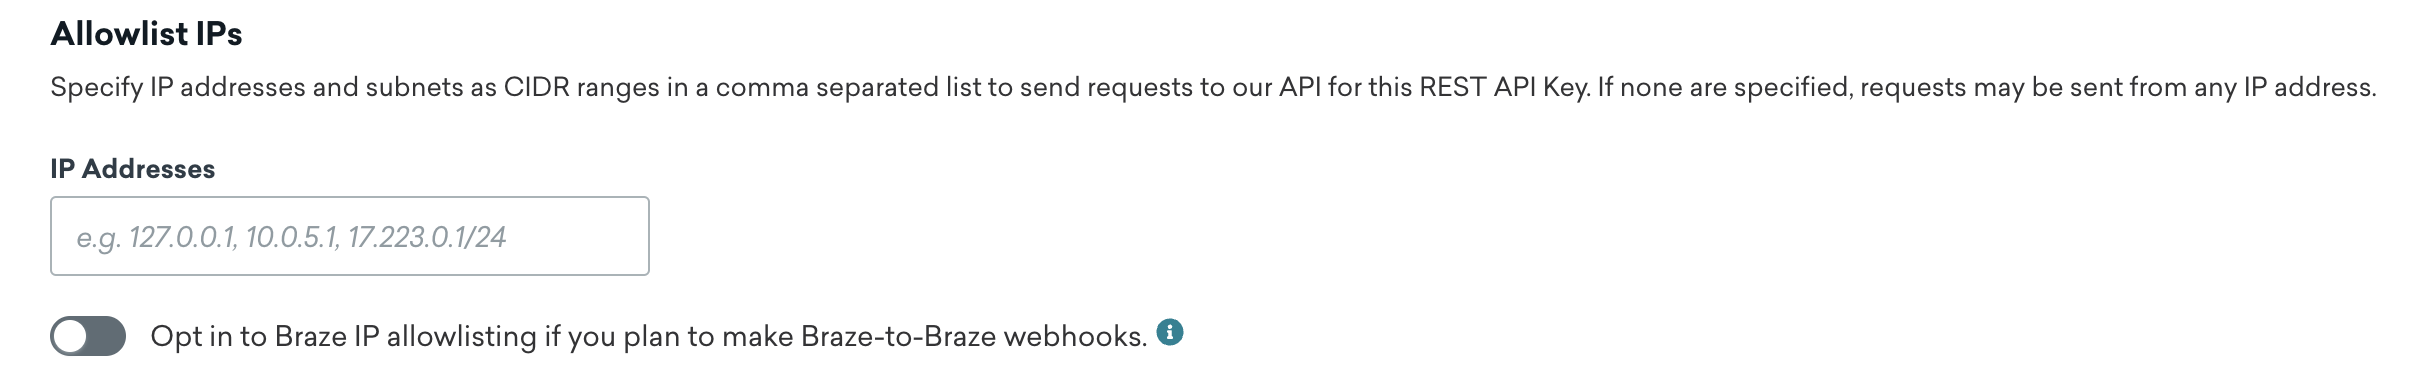 Allowlist IPs
Specify IP addresses and subnets as CIDR ranges in a comma separated list to send requests to our API for this REST API Key. If none are specified, requests may be sent from any IP address.
IP Addresses
e.g. 127.0.0.1, 10.0.5.1, 17.223.0.1/24
Opt in to Braze IP allowlisting if you plan to make Braze-to-Braze webhooks.